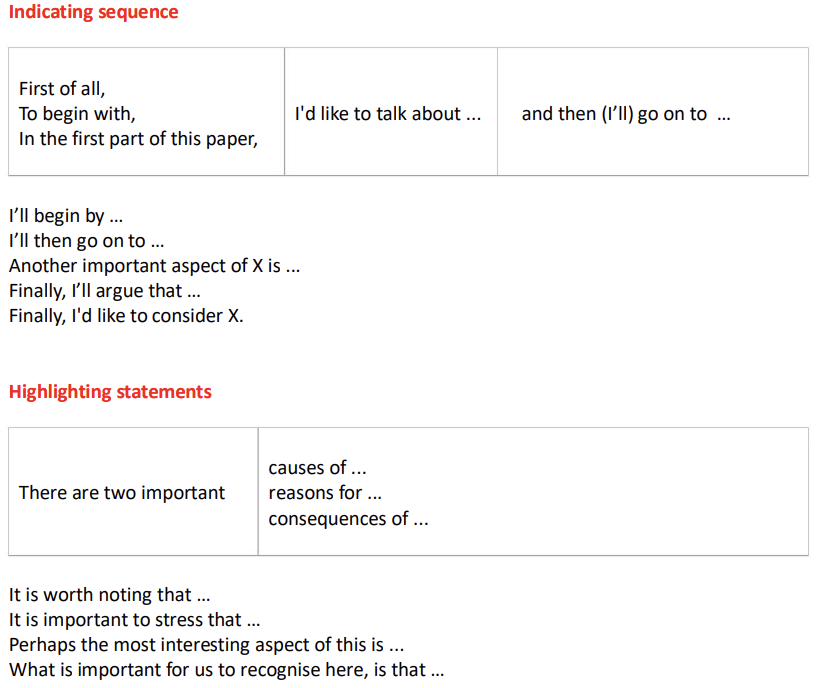 Indicating sequence
First of all,
To begin with,
In the first part of this paper,
I'd like to talk about ...
and then (I’ll) go on to ...
I’ll begin by ...
I’ll then go on to ...
Another important aspect of X is ...
Finally, I’ll argue that ...
Finally, I'd like to consider X.
Highlighting statements
There are two important
causes of ...
reasons for ...
consequences of ...
It is worth noting that ...
It is important to stress that ...
Perhaps the most interesting aspect of this is ...
What is important for us to recognise here, is that ...